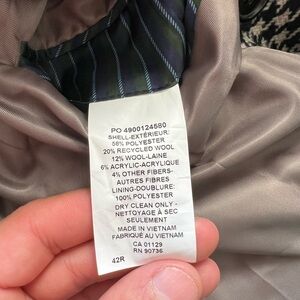 PO 4900124580
SHELL-EXTÉRIEUR:
58% POLYESTER
20% RECYCLED WOOL
12% WOOL-LAINE
6% ACRYLIC-ACRYLIQUE
4% OTHER FIBERS-
AUTRES FIBRES
LINING-DOUBLURE:
100% POLYESTER
DRY CLEAN ONLY -
NETTOYAGE À SEC
SEULEMENT
MADE IN VIETNAM
FABRIQUÉ AU VIETNAM
CA 01129
RN 90736
42R